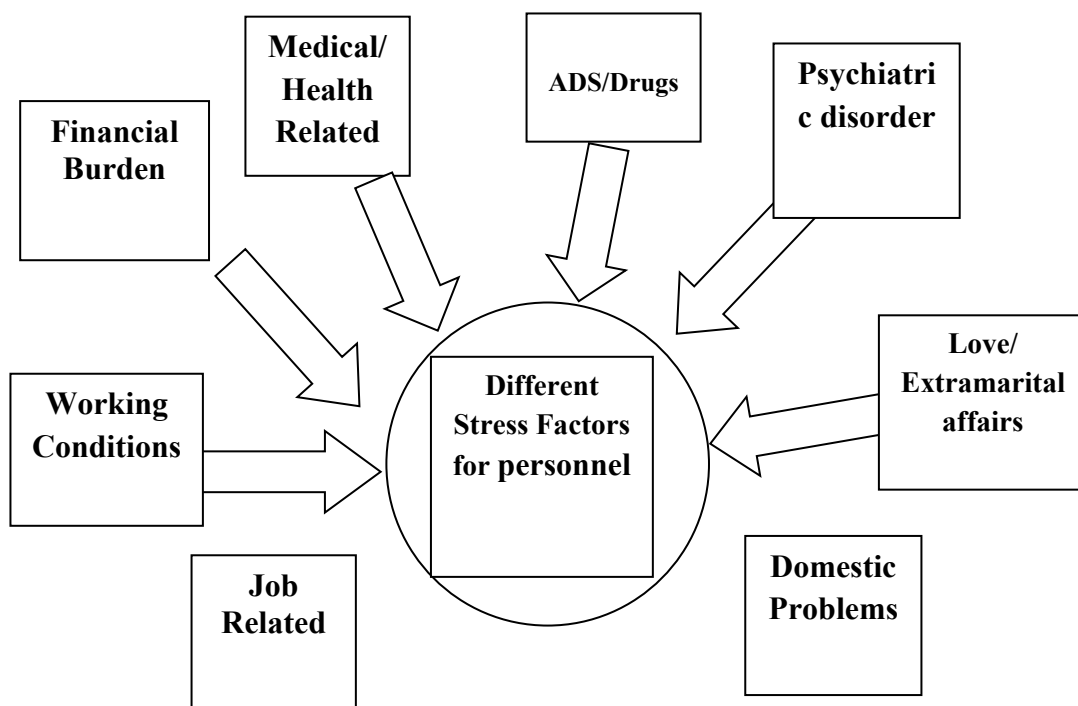 Medical/
Health
Related
ADS/Drugs
Psychiatri
c disorder
Financial
Burden
Love/
Extramarital
affairs
Working
Conditions
Different
Stress Factors
for personnel
Job
Related
Domestic
Problems